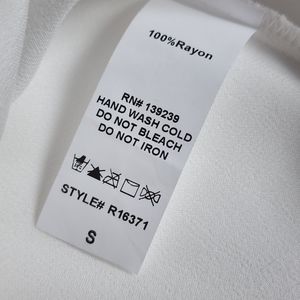 100%Rayon
RN# 139239
HAND WASH COLD
DO NOT BLEACH
DO NOT IRON
STYLE# R16371
S